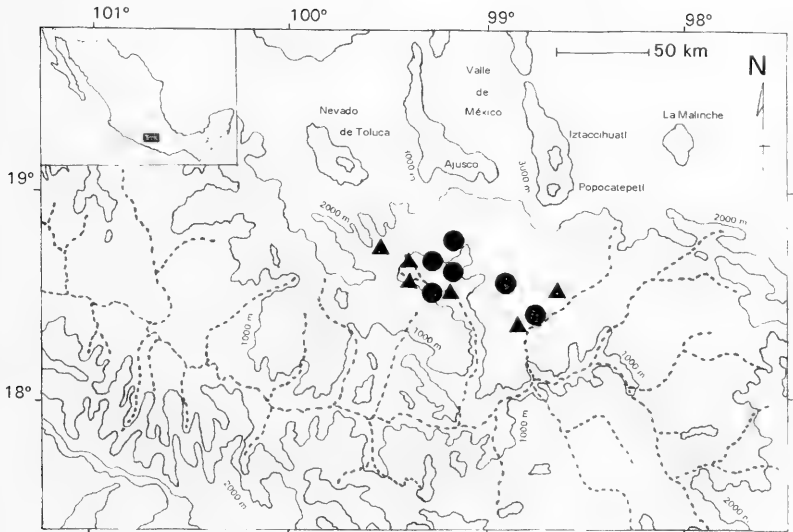 101°
100°
99°
98°
50 km
N
Valle
de
México
Nevado
de Toluca
La Malinche
Iztaccihuatl
Ajusco
Popocatepetl
3000 m
19°
2000 m
2000 m
1000 m
1000 m
1000 m
18°
1000 m
2000 m
2000 m